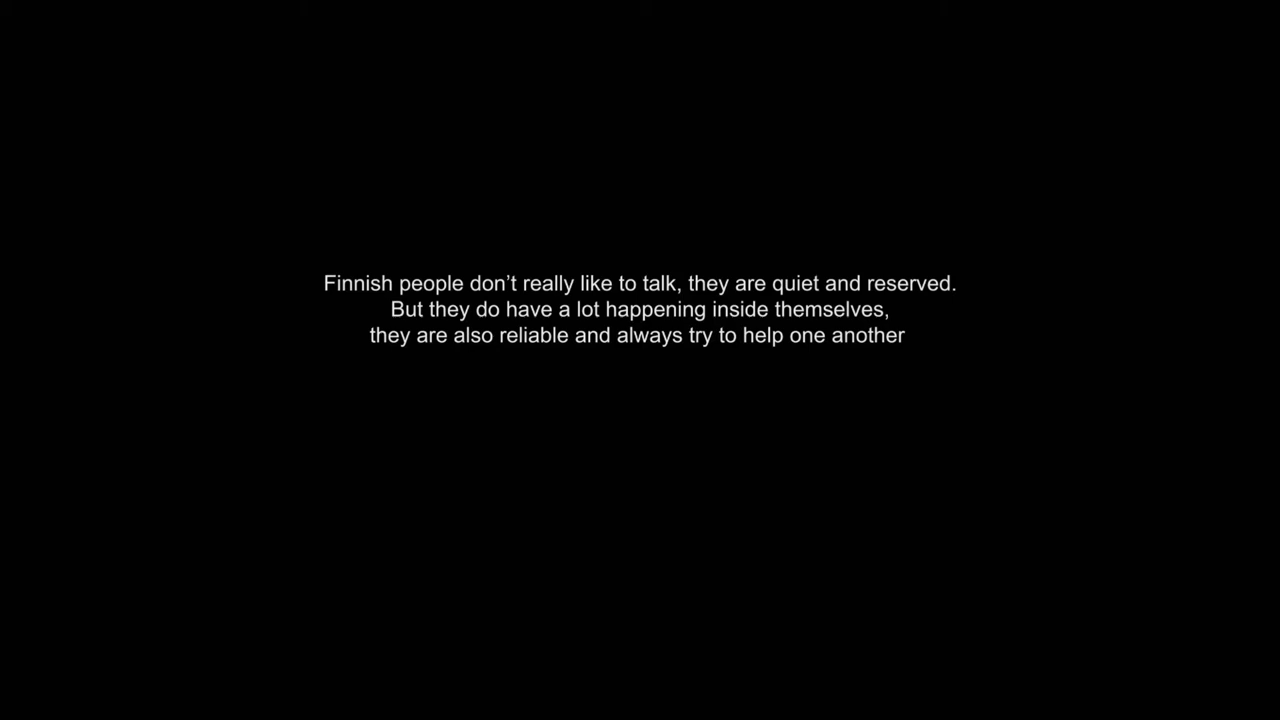 Finnish people don’t really like to talk, they are quiet and reserved.
But they do have a lot happening inside themselves,
they are also reliable and always try to help one another